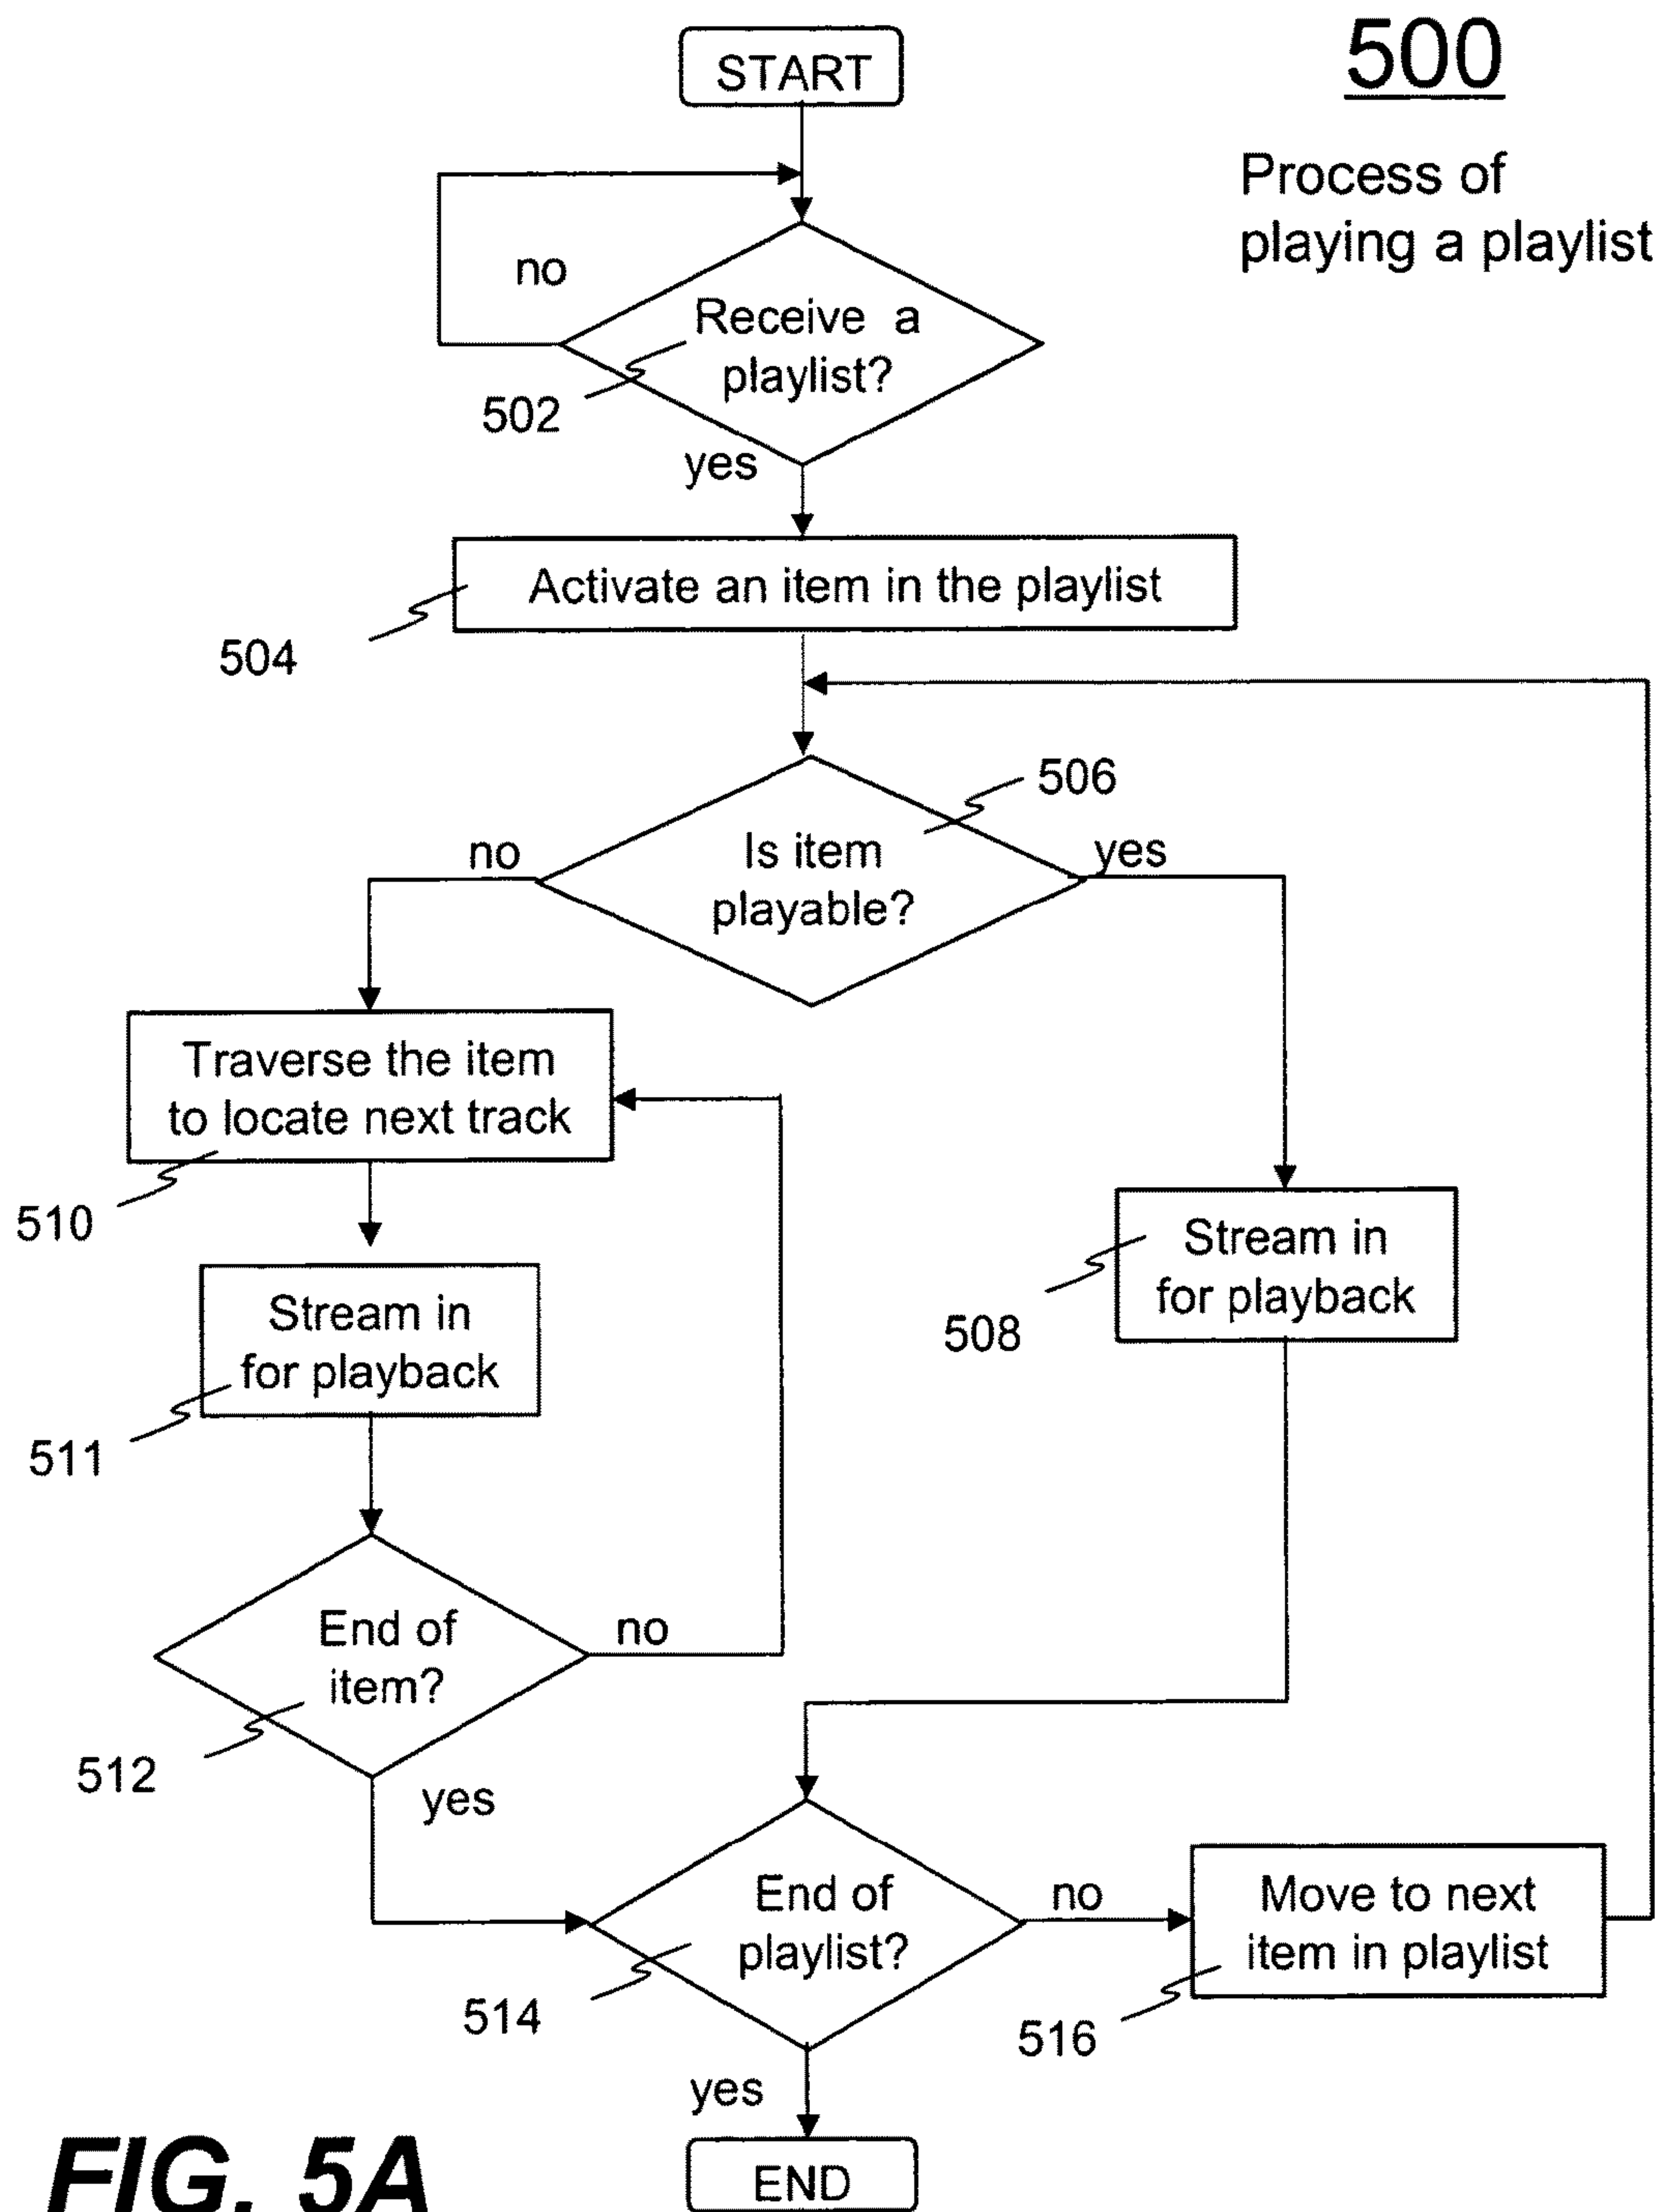 START
500
Process of
playing a playlist
no
Receive a
playlist?
502
yes
Activate an item in the playlist
504
506
no
Is item
playable?
yes
Traverse the item
to locate next track
510
Stream in
for playback
508
Stream in
for playback
511
End of
item?
no
512
yes
End of
playlist?
no
Move to next
item in playlist
514
516
yes
END
FIG. 5A